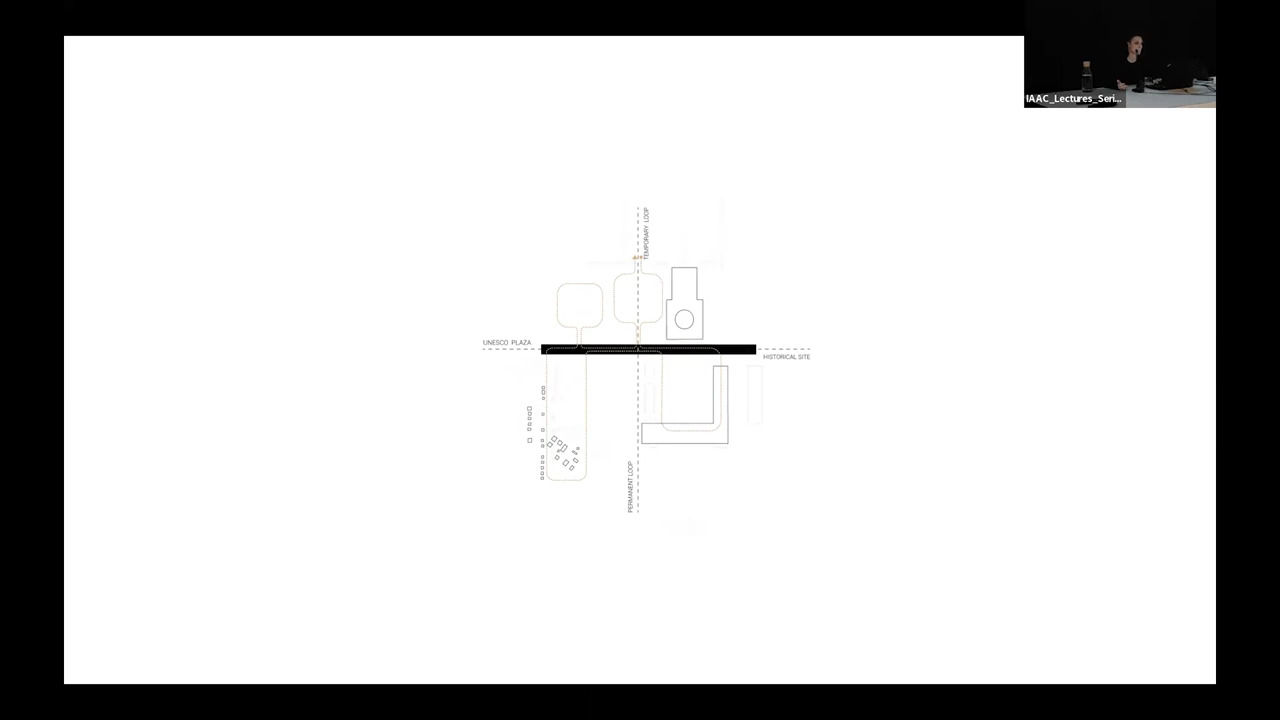 IAAC_Lectures_Seri...
TEMPORARY LOOP
UNESCO PLAZA
HISTORICAL SITE
PERMANENT LOOP